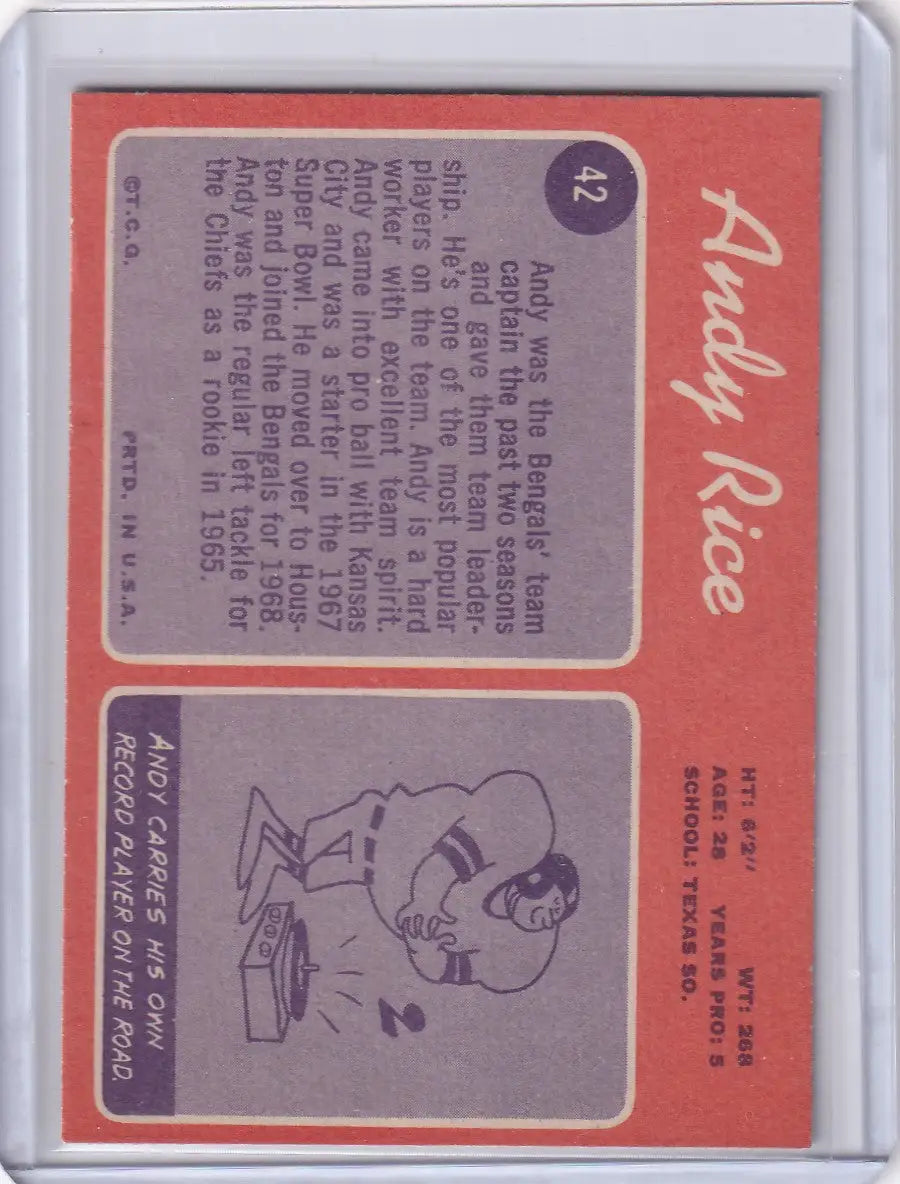 Andy Rice
HT: 6'2" WT: 268
AGE: 28 YEARS PRO: 5
SCHOOL: TEXAS SO.
42
Andy was the Bengals' team
captain the past two seasons
and gave them team leader-
ship. He's one of the most popular
players on the team. Andy is a hard
worker with excellent team spirit.
Andy came into pro ball with Kansas
City and was a starter in the 1967
Super Bowl. He moved over to Hous-
ton and joined the Bengals for 1968.
Andy was the regular left tackle for
the Chiefs as a rookie in 1965.
©T.C.G. PRTD. IN U.S.A.
ANDY CARRIES HIS OWN
RECORD PLAYER ON THE ROAD.